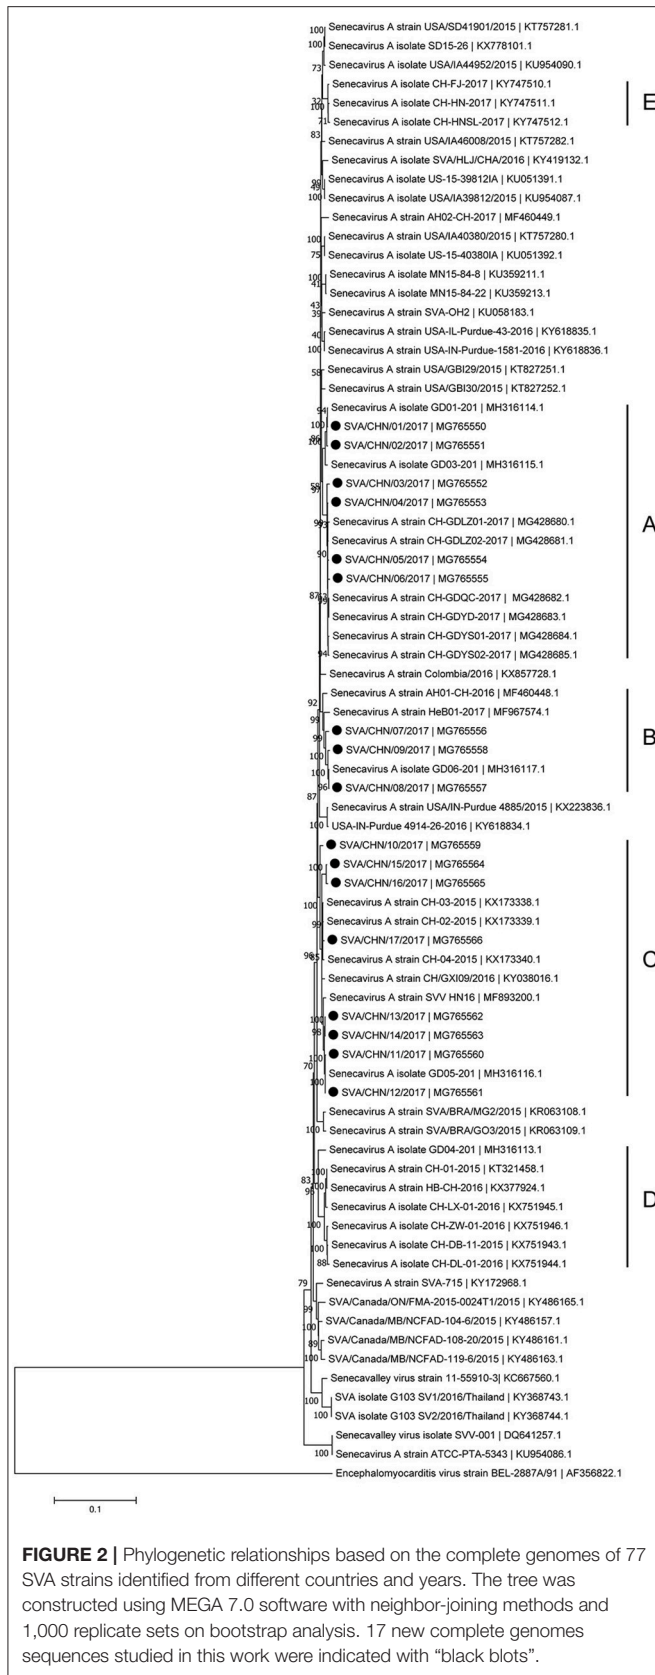 Senecavirus A strain USA/SD41901/2015 | KT757281.1
Senecavirus A isolate SD15-26 | KX778101.1
Senecavirus A isolate USA/IA44952/2015 | KU954090.1
Senecavirus A isolate CH-FJ-2017 | KY747510.1
Senecavirus A isolate CH-HN-2017 | KY747511.1
E
Senecavirus A isolate CH-HNSL-2017 | KY747512.1
Senecavirus A strain USA/IA46008/2015 | KT757282.1
Senecavirus A isolate SVA/HLJ/CHA/2016 | KY419132.1
Senecavirus A isolate US-15-39812IA | KU051391.1
Senecavirus A isolate USA/IA39812/2015 | KU954087.1
Senecavirus A strain AH02-CH-2017 | MF460449.1
Senecavirus A strain USA/IA40380/2015 | KT757280.1
Senecavirus A isolate US-15-40380IA | KU051392.1
Senecavirus A isolate MN15-84-8 | KU359211.1
Senecavirus A isolate MN15-84-22 | KU359213.1
Senecavirus A strain SVA-OH2 | KU058183.1
Senecavirus A strain USA-IL-Purdue-43-2016 | KY618835.1
Senecavirus A strain USA-IN-Purdue-1581-2016 | KY618836.1
Senecavirus A strain USA/GBI29/2015 | KT827251.1
Senecavirus A strain USA/GBI30/2015 | KT827252.1
Senecavirus A isolate GD01-201 | MH316114.1
SVA/CHN/01/2017 | MG765550
SVA/CHN/02/2017 | MG765551
Senecavirus A isolate GD03-201 | MH316115.1
SVA/CHN/03/2017 | MG765552
SVA/CHN/04/2017 | MG765553
Senecavirus A strain CH-GDLZ01-2017 | MG428680.1
A
Senecavirus A strain CH-GDLZ02-2017 | MG428681.1
SVA/CHN/05/2017 | MG765554
SVA/CHN/06/2017 | MG765555
Senecavirus A strain CH-GDQC-2017 | MG428682.1
Senecavirus A strain CH-GDYD-2017 | MG428683.1
Senecavirus A strain CH-GDYS01-2017 | MG428684.1
Senecavirus A strain CH-GDYS02-2017 | MG428685.1
Senecavirus A strain Colombia/2016 | KX857728.1
Senecavirus A strain AH01-CH-2016 | MF460448.1
Senecavirus A strain HeB01-2017 | MF967574.1
SVA/CHN/07/2017 | MG765556
B
SVA/CHN/09/2017 | MG765558
Senecavirus A isolate GD06-201 | MH316117.1
SVA/CHN/08/2017 | MG765557
Senecavirus A strain USA/IN-Purdue 4885/2015 | KX223836.1
USA-IN-Purdue 4914-26-2016 | KY618834.1
SVA/CHN/10/2017 | MG765559
SVA/CHN/15/2017 | MG765564
SVA/CHN/16/2017 | MG765565
Senecavirus A strain CH-03-2015 | KX173338.1
Senecavirus A strain CH-02-2015 | KX173339.1
SVA/CHN/17/2017 | MG765566
Senecavirus A strain CH-04-2015 | KX173340.1
C
Senecavirus A strain CH/GXI09/2016 | KY038016.1
Senecavirus A strain SVV HN16 | MF893200.1
SVA/CHN/13/2017 | MG765562
SVA/CHN/14/2017 | MG765563
SVA/CHN/11/2017 | MG765560
Senecavirus A isolate GD05-201 | MH316116.1
SVA/CHN/12/2017 | MG765561
Senecavirus A strain SVA/BRA/MG2/2015 | KR063108.1
Senecavirus A strain SVA/BRA/GO3/2015 | KR063109.1
Senecavirus A isolate GD04-201 | MH316113.1
Senecavirus A strain CH-01-2015 | KT321458.1
Senecavirus A strain HB-CH-2016 | KX377924.1
Senecavirus A isolate CH-LX-01-2016 | KX751945.1
D
Senecavirus A isolate CH-ZW-01-2016 | KX751946.1
Senecavirus A isolate CH-DB-11-2015 | KX751943.1
Senecavirus A isolate CH-DL-01-2016 | KX751944.1
Senecavirus A strain SVA-715 | KY172968.1
SVA/Canada/ON/FMA-2015-0024T1/2015 | KY486165.1
SVA/Canada/MB/NCFAD-104-6/2015 | KY486157.1
SVA/Canada/MB/NCFAD-108-20/2015 | KY486161.1
SVA/Canada/MB/NCFAD-119-6/2015 | KY486163.1
Senecavalley virus strain 11-55910-3| KC667560.1
SVA isolate G103 SV1/2016/Thailand | KY368743.1
SVA isolate G103 SV2/2016/Thailand | KY368744.1
Senecavalley virus isolate SVV-001 | DQ641257.1
Senecavirus A strain ATCC-PTA-5343 | KU954086.1
Encephalomyocarditis virus strain BEL-2887A/91 | AF356822.1
0.1
FIGURE 2 | Phylogenetic relationships based on the complete genomes of 77
SVA strains identified from different countries and years. The tree was
constructed using MEGA 7.0 software with neighbor-joining methods and
1,000 replicate sets on bootstrap analysis. 17 new complete genomes
sequences studied in this work were indicated with “black blots”.